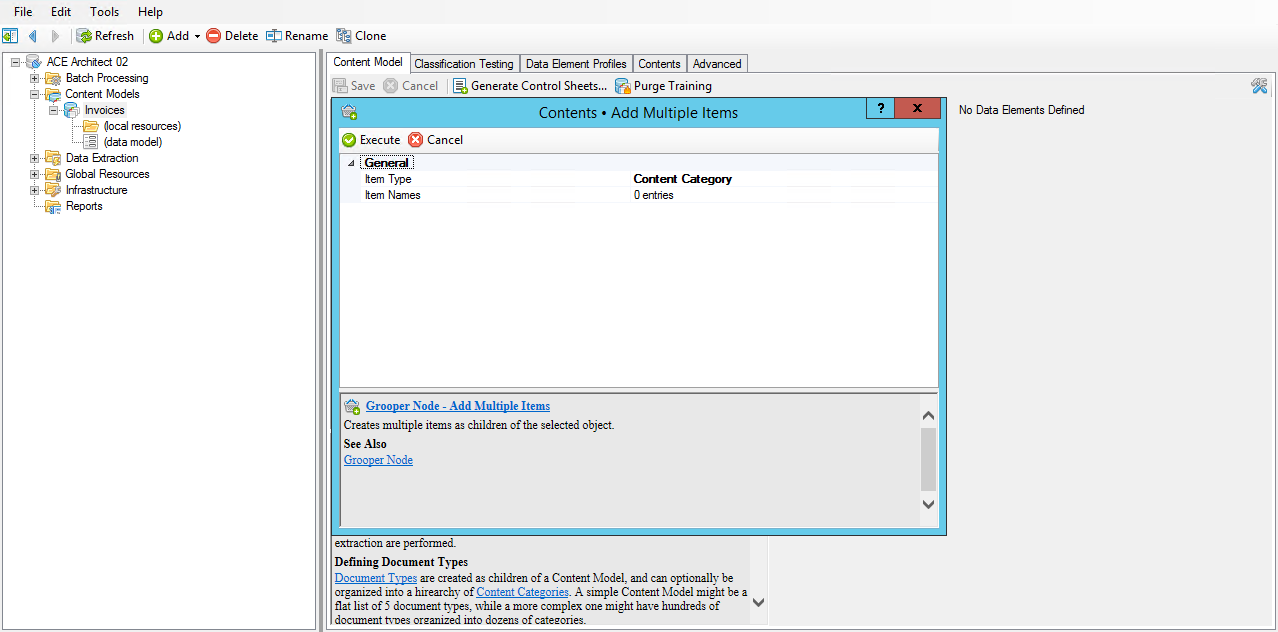 File Edit Tools Help
Refresh Add Delete Rename Clone
ACE Architect 02
Batch Processing
Content Models
Invoices
(local resources)
(data model)
Data Extraction
Global Resources
Infrastructure
Reports
Content Model Classification Testing Data Element Profiles Contents Advanced
Save Cancel Generate Control Sheets... Purge Training
Contents • Add Multiple Items ? x
Execute Cancel
General
Item Type Content Category
Item Names 0 entries
Grooper Node - Add Multiple Items
Creates multiple items as children of the selected object.
See Also
Grooper Node
No Data Elements Defined
extraction are performed.
Defining Document Types
Document Types are created as children of a Content Model, and can optionally be
organized into a hirearchy of Content Categories. A simple Content Model might be a
flat list of 5 document types, while a more complex one might have hundreds of
document types organized into dozens of categories.